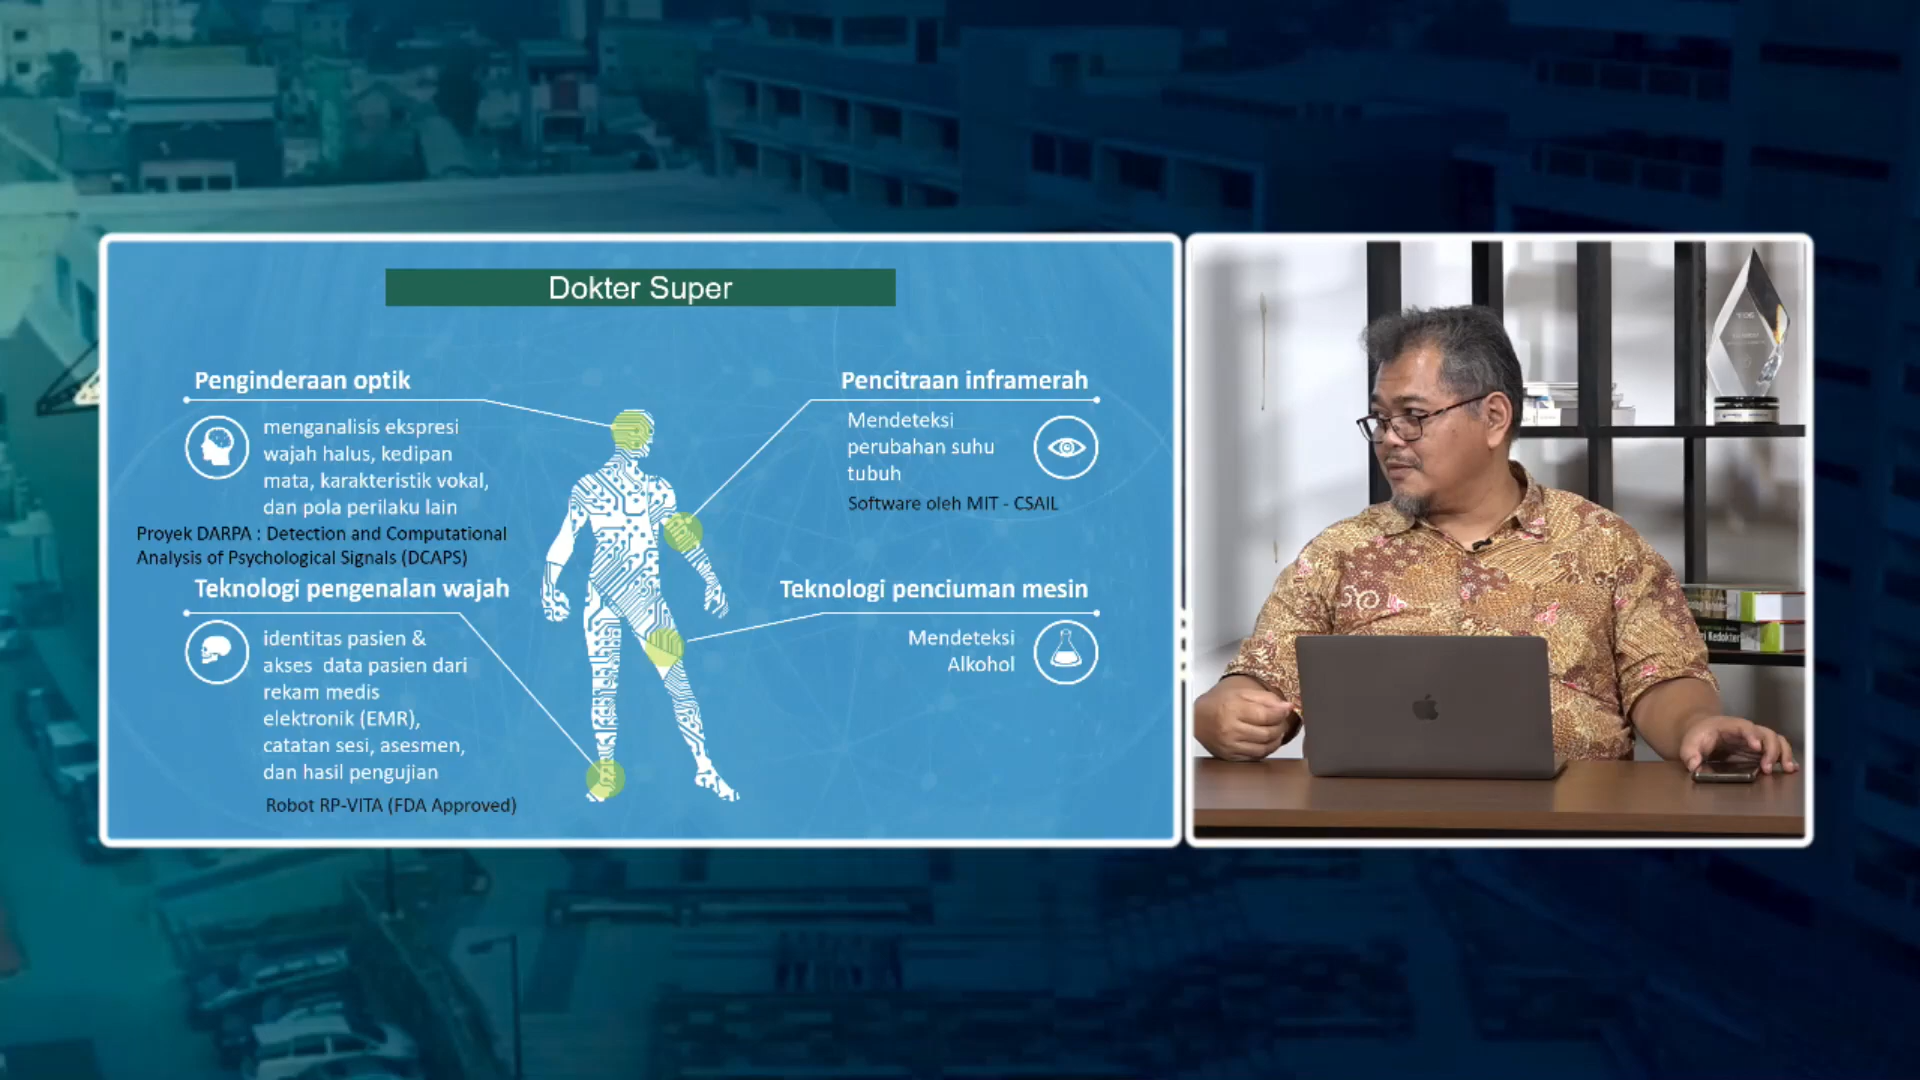 Dokter Super
Penginderaan optik
menganalisis ekspresi
wajah halus, kedipan
mata, karakteristik vokal,
dan pola perilaku lain
Proyek DARPA : Detection and Computational
Analysis of Psychological Signals (DCAPS)
Teknologi pengenalan wajah
identitas pasien &
akses  data pasien dari
rekam medis
elektronik (EMR),
catatan sesi, asesmen,
dan hasil pengujian
Robot RP-VITA (FDA Approved)
Pencitraan inframerah
Mendeteksi
perubahan suhu
tubuh
Software oleh MIT - CSAIL
Teknologi penciuman mesin
Mendeteksi
Alkohol